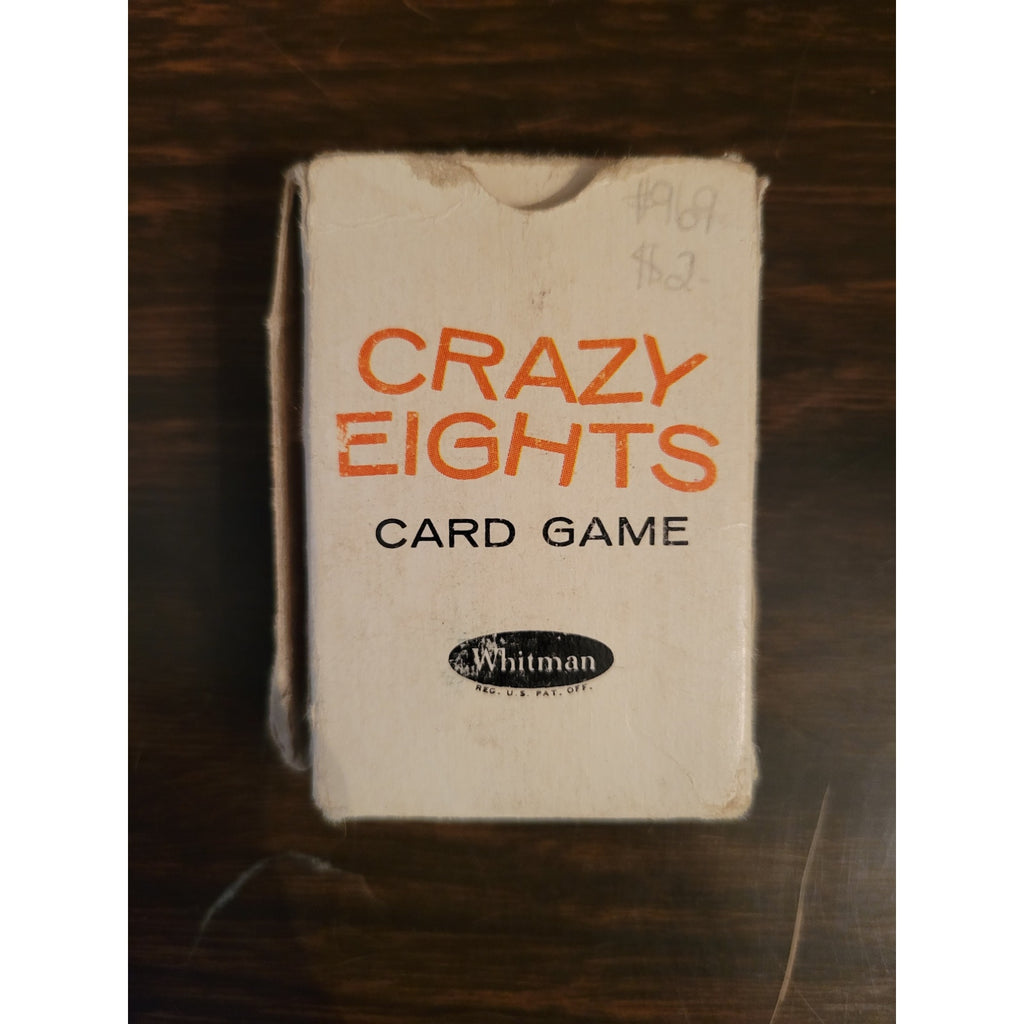 #969
$2-
CRAZY
EIGHTS
CARD GAME
Whitman
REG. U.S. PAT. OFF.